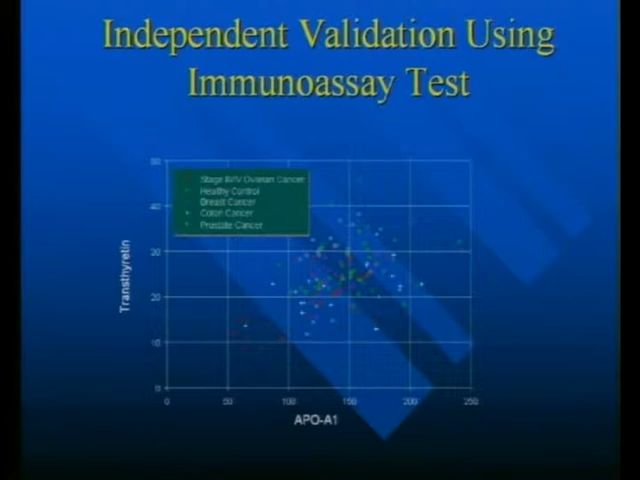 Independent Validation Using
Immunoassay Test
50
Stage III/IV Ovarian Cancer
Healthy Control
Breast Cancer
Colon Cancer
Prostate Cancer
40
30
Transthyretin
20
10
0
0 50 100 150 200 250
APO-A1